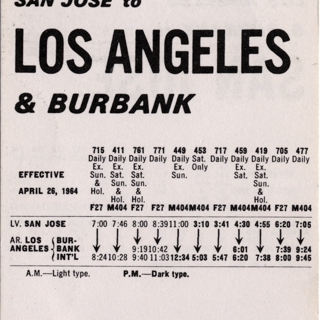 SAN JOSE to
LOS ANGELES
& BURBANK
715 411 761 771 449 453 717 459 419 705 477
Daily Daily Daily Daily Daily Sat. Daily Daily Daily Daily Daily
Ex. Ex. Ex. Ex. Only Ex. Ex.
EFFECTIVE Sun. Sat. Sat. Sun. Sat. Sat.
& Sun. Sun. Sun.
APRIL 26, 1964 Hol. & & &
Hol. Hol. Hol.
F27 M404 F27 F27 M404 M404 F27 M404 M404 F27 M404
LV. SAN JOSE 7:00 7:46 8:00 8:39 11:00 3:10 3:41 4:30 4:55 6:20 7:05
AR. LOS BUR-
ANGELES BANK 9:19 10:42 6:01 7:39 9:24
INT'L 8:24 10:28 9:40 11:03 12:34 5:03 5:47 6:20 7:38 8:00 9:45
A.M.—Light type. P.M.—Dark type.